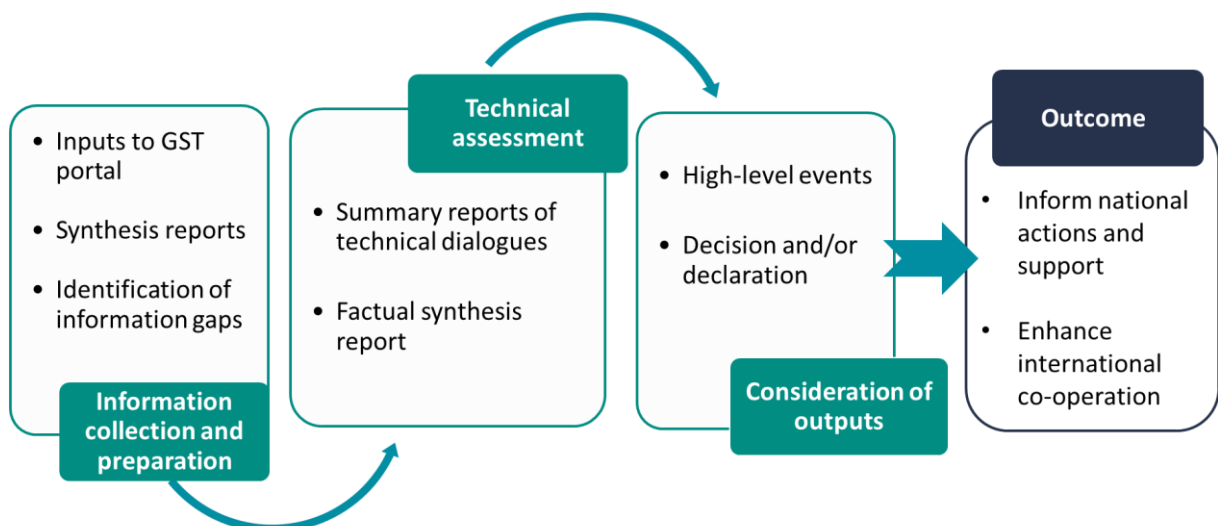 • Inputs to GST
portal
• Synthesis reports
• Identification of
information gaps
Information
collection and
preparation
Technical
assessment
• Summary reports of
technical dialogues
• Factual synthesis
report
• High-level events
• Decision and/or
declaration
Consideration of
outputs
Outcome
• Inform national
actions and
support
• Enhance
international
co-operation